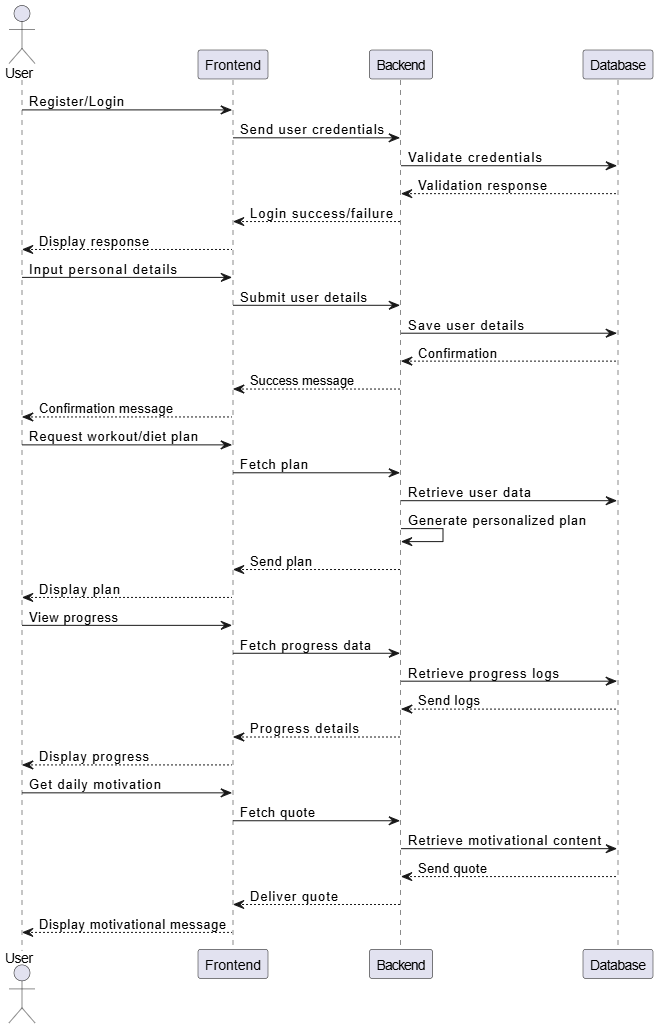 User
Frontend
Backend
Database
Register/Login
Send user credentials
Validate credentials
Validation response
Login success/failure
Display response
Input personal details
Submit user details
Save user details
Confirmation
Success message
Confirmation message
Request workout/diet plan
Fetch plan
Retrieve user data
Generate personalized plan
Send plan
Display plan
View progress
Fetch progress data
Retrieve progress logs
Send logs
Progress details
Display progress
Get daily motivation
Fetch quote
Retrieve motivational content
Send quote
Deliver quote
Display motivational message
User
Frontend
Backend
Database